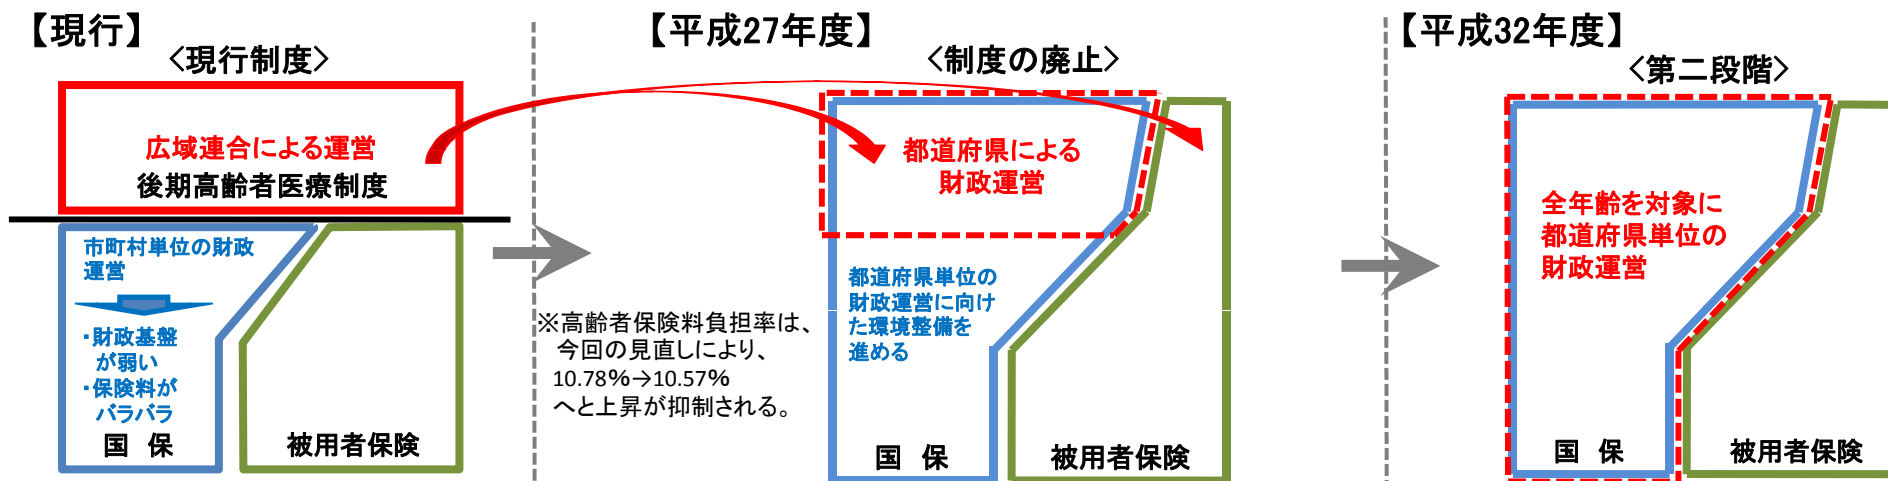 【現行】
<現行制度>
広域連合による運営
後期高齢者医療制度
市町村単位の財政
運営
・財政基盤
が弱い
・保険料が
バラバラ
国 保
被用者保険
【平成27年度】
<制度の廃止>
都道府県による
財政運営
都道府県単位の
財政運営に向け
た環境整備を
進める
※高齢者保険料負担率は、
今回の見直しにより、
10.78%→10.57%
へと上昇が抑制される。
国 保
被用者保険
【平成32年度】
<第二段階>
全年齢を対象に
都道府県単位の
財政運営
国 保
被用者保険